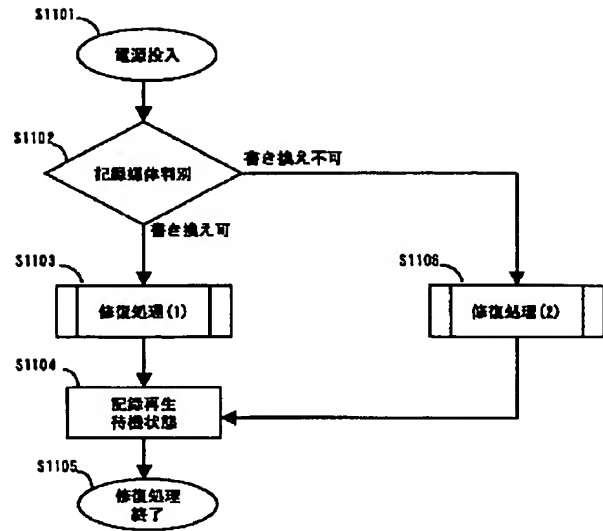 S1101
電源投入
S1102
記録媒体判別
書き換え不可
書き換え可
S1103
修復処理(1)
S1106
修復処理(2)
S1104
記録再生
待機状態
S1105
修復処理
終了